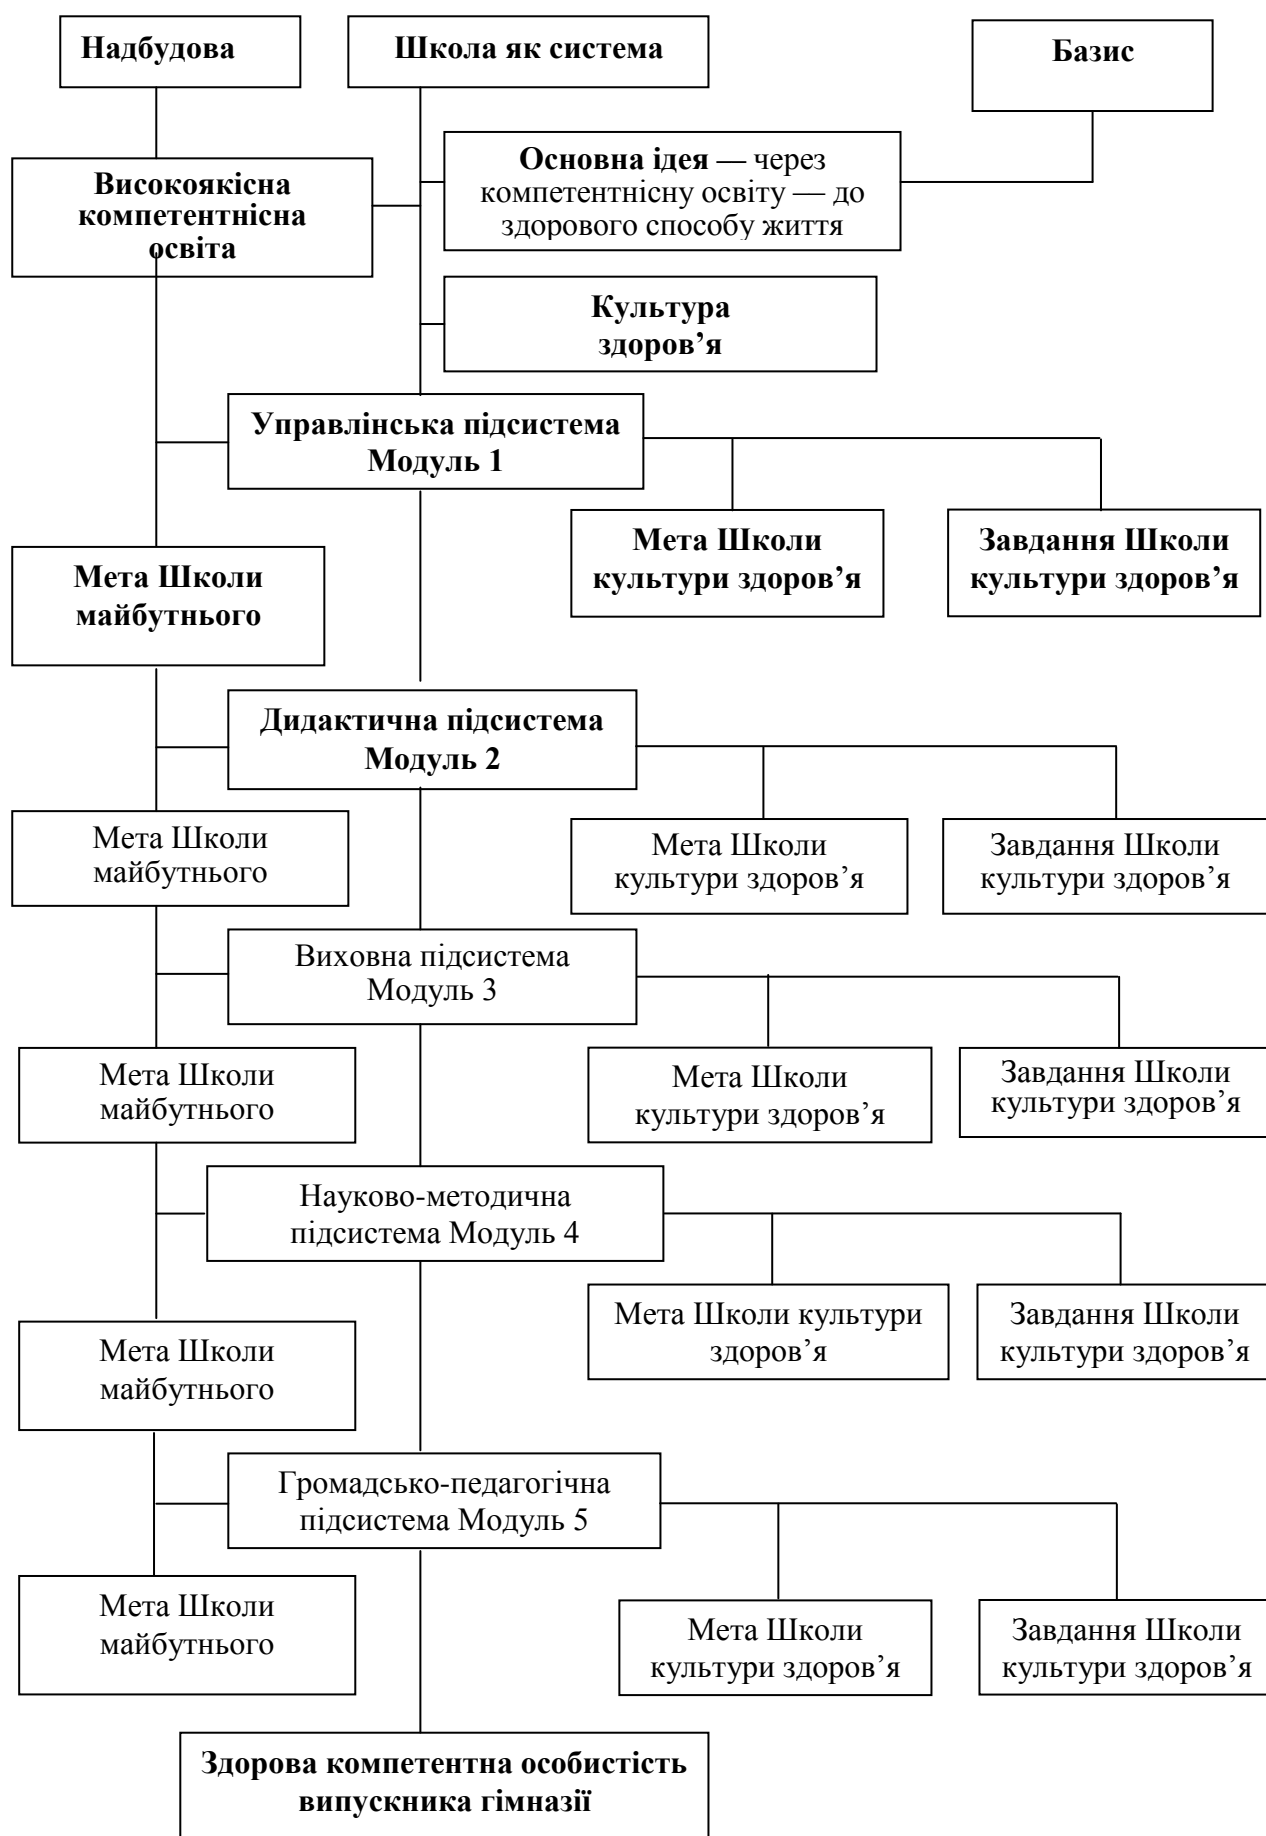 Надбудова
Школа як система
Базис
Основна ідея — через
компетентнісну освіту — до
здорового способу життя
Високоякісна
компетентнісна
освіта
Культура
здоров’я
Управлінська підсистема
Модуль 1
Мета Школи
культури здоров’я
Завдання Школи
культури здоров’я
Мета Школи
майбутнього
Дидактична підсистема
Модуль 2
Мета Школи
майбутнього
Мета Школи
культури здоров’я
Завдання Школи
культури здоров’я
Виховна підсистема
Модуль 3
Мета Школи
майбутнього
Мета Школи
культури здоров’я
Завдання Школи
культури здоров’я
Науково-методична
підсистема Модуль 4
Мета Школи культури
здоров’я
Завдання Школи
культури здоров’я
Мета Школи
майбутнього
Громадсько-педагогічна
підсистема Модуль 5
Мета Школи
майбутнього
Мета Школи
культури здоров’я
Завдання Школи
культури здоров’я
Здорова компетентна особистість
випускника гімназії